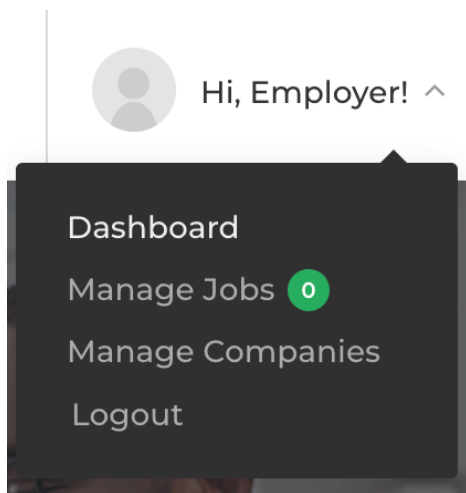 Hi, Employer!
Dashboard
Manage Jobs 0
Manage Companies
Logout